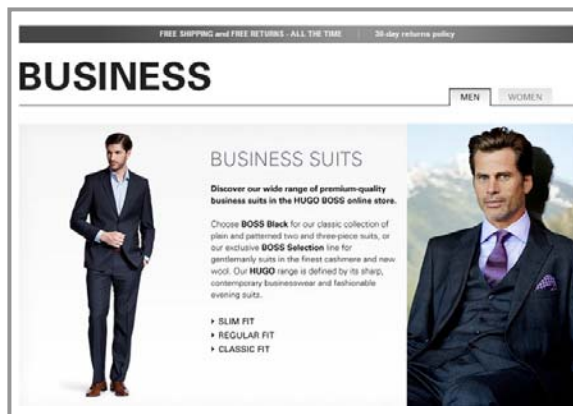 FREE SHIPPING and FREE RETURNS - ALL THE TIME
30-day returns policy
BUSINESS
MEN
WOMEN
BUSINESS SUITS
Discover our wide range of premium-quality
business suits in the HUGO BOSS online store.
Choose BOSS Black for our classic collection of
plain and patterned two and three-piece suits, or
our exclusive BOSS Selection line for
gentlemanly suits in the finest cashmere and new
wool. Our HUGO range is defined by its sharp,
contemporary businesswear and fashionable
evening suits.
SLIM FIT
REGULAR FIT
CLASSIC FIT